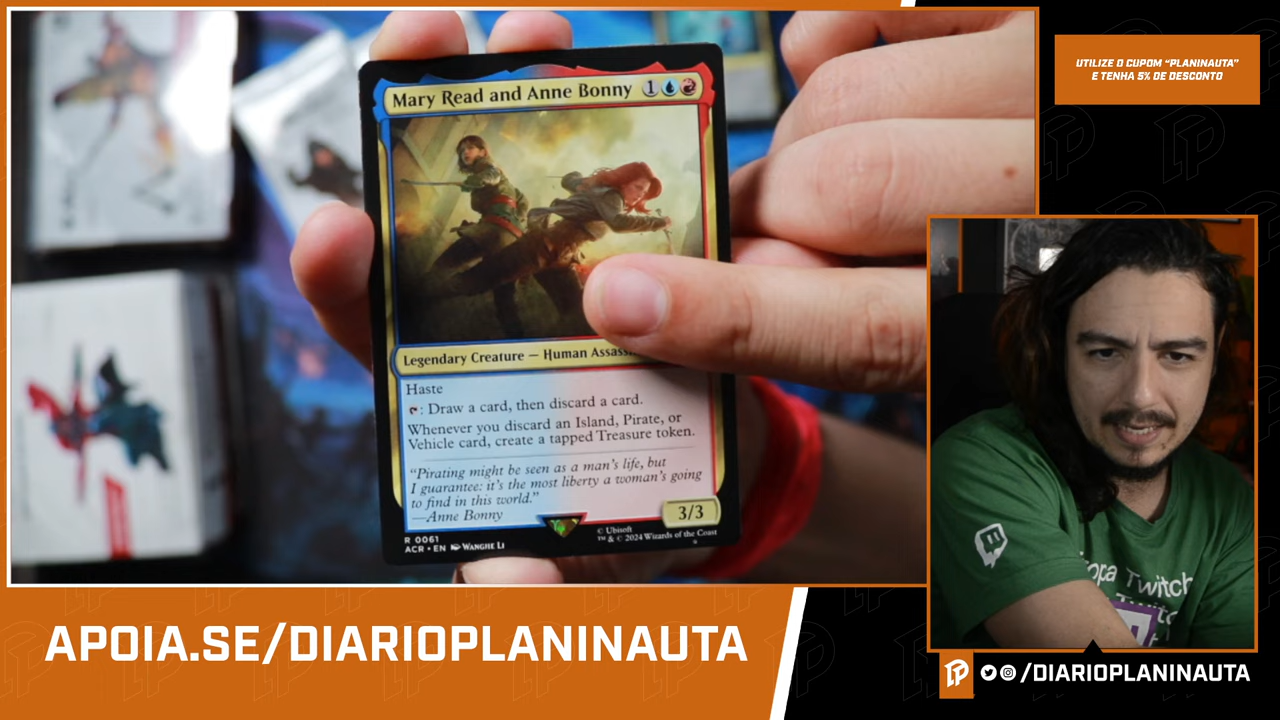 UTILIZE O CUPOM "PLANINAUTA"
E TENHA 5% DE DESCONTO
Mary Read and Anne Bonny 1
Legendary Creature — Human
Haste
: Draw a card, then discard a card.
Whenever you discard an Island, Pirate, or
Vehicle card, create a tapped Treasure token.
"Pirating might be seen as a man's life, but
I guarantee: it's the most liberty a woman's going
to find in this world."
—Anne Bonny
3/3
R 0061
ACR • EN WANGHE LI
© Ubisoft
™ & © 2024 Wizards of the Coast
Twitch
APOIA.SE/DIARIOPLANINAUTA
/DIARIOPLANINAUTA